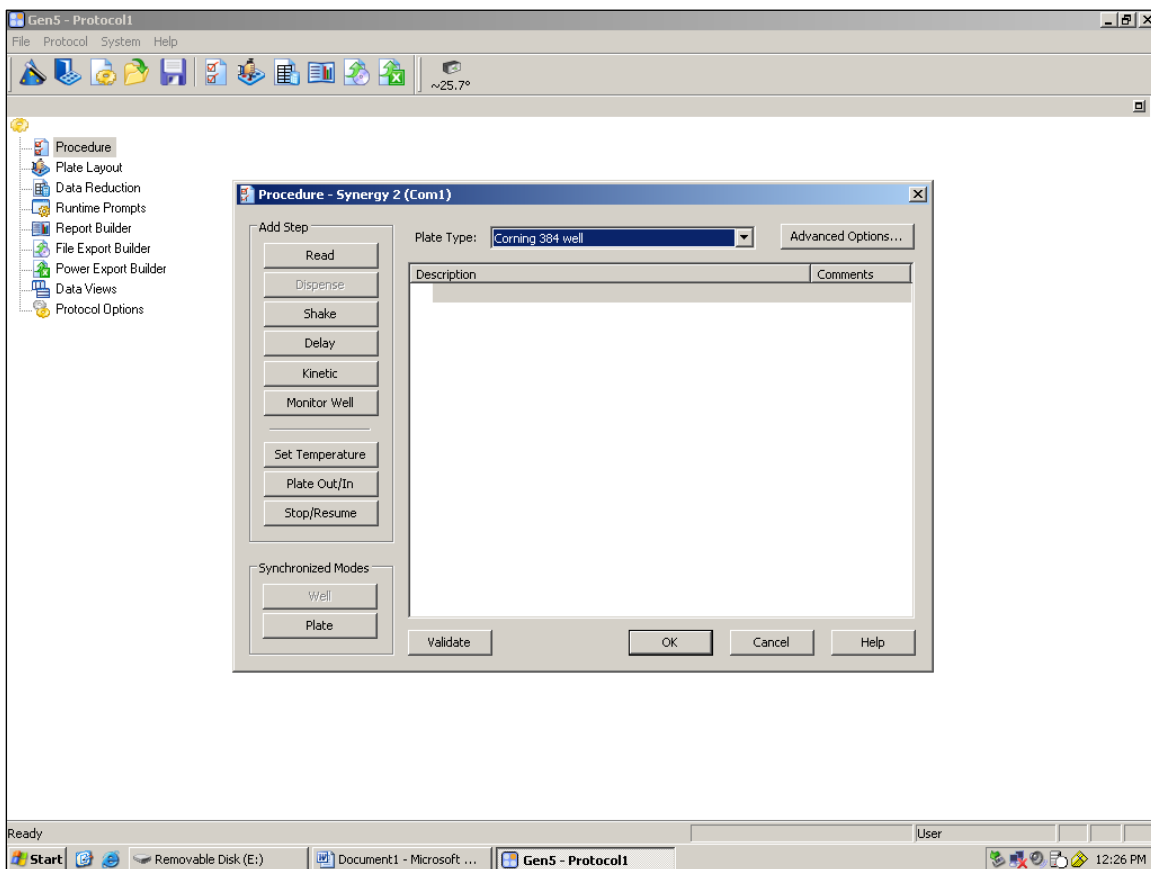 Gen5 - Protocol1
File Protocol System Help
~25.7°
Procedure
Plate Layout
Data Reduction
Runtime Prompts
Report Builder
File Export Builder
Power Export Builder
Data Views
Protocol Options
Procedure - Synergy 2 (Com1)
Add Step
Read
Dispense
Shake
Delay
Kinetic
Monitor Well
Set Temperature
Plate Out/In
Stop/Resume
Synchronized Modes
Well
Plate
Plate Type: Corning 384 well Advanced Options...
Description Comments
Validate OK Cancel Help
Ready User
Start Removable Disk (E:) Document1 - Microsoft ... Gen5 - Protocol1 12:26 PM